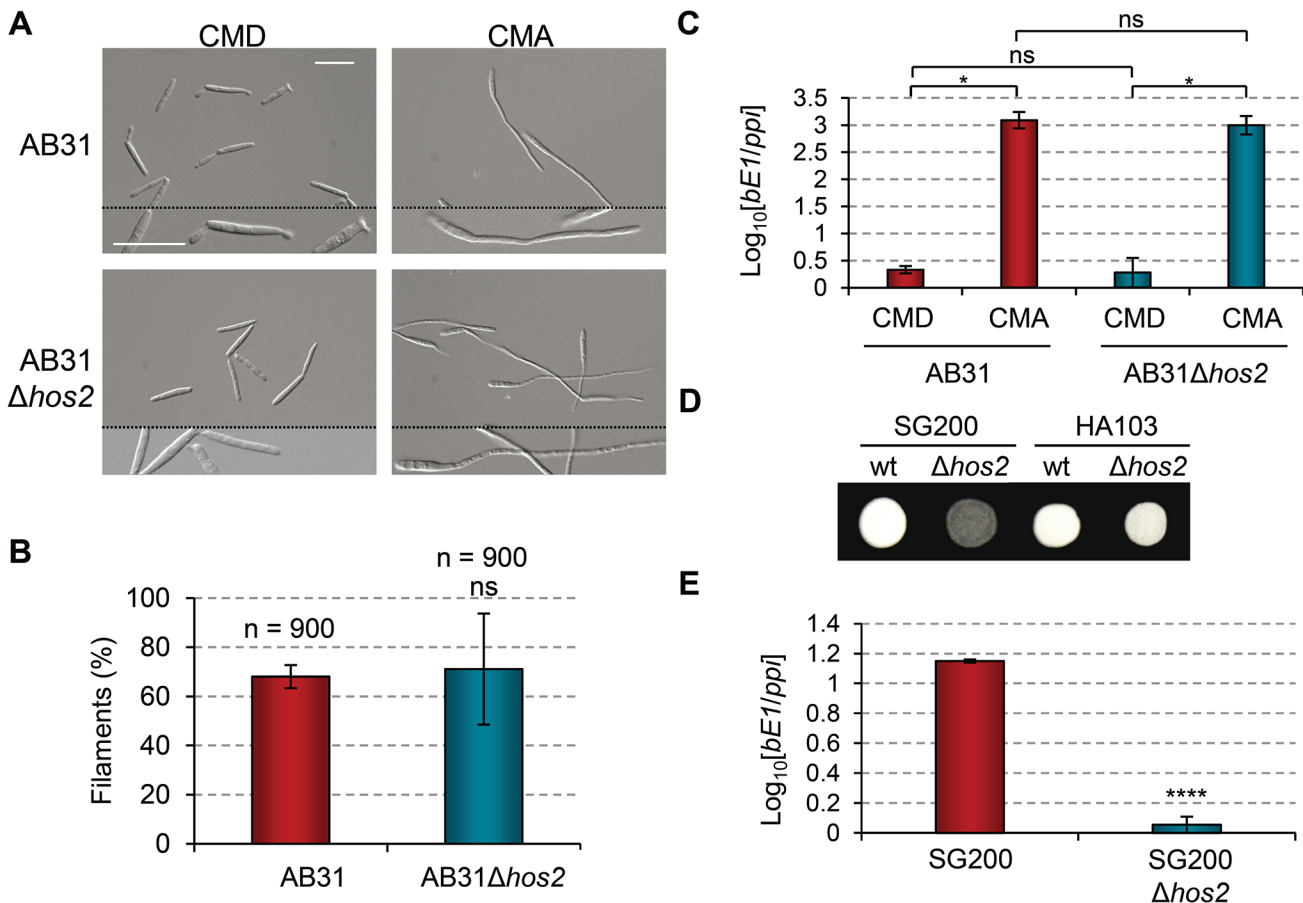 A
CMD
CMA
AB31
AB31
Δhos2
B
n = 900
n = 900
ns
Filaments (%)
100
80
60
40
20
0
AB31
AB31Δhos2
C
ns
ns
*
*
Log10[bE1/ppi]
3.5
3
2.5
2
1.5
1
0.5
0
CMD
CMA
CMD
CMA
AB31
AB31Δhos2
D
SG200
HA103
wt
Δhos2
wt
Δhos2
E
Log10[bE1/ppi]
1.4
1.2
1
0.8
0.6
0.4
0.2
0
****
SG200
SG200
Δhos2